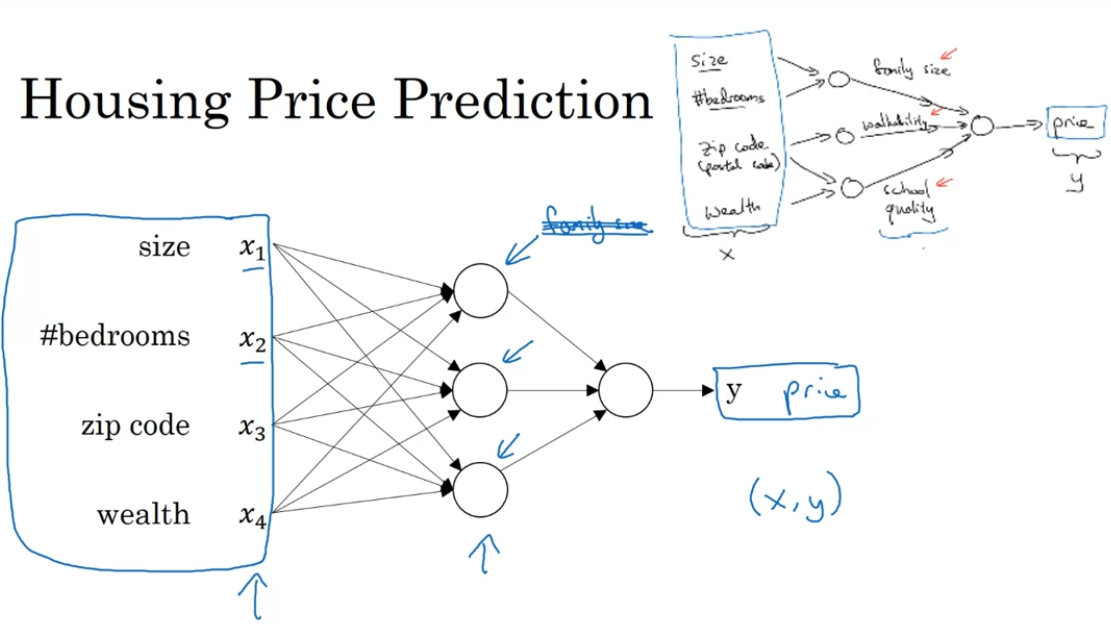 Housing Price Prediction
size
#bedrooms
zip code
(postal code)
wealth
x
family size
walkability
school
quality
price
y
family size
size x₁
#bedrooms x₂
zip code x₃
wealth x₄
y price
(x,y)